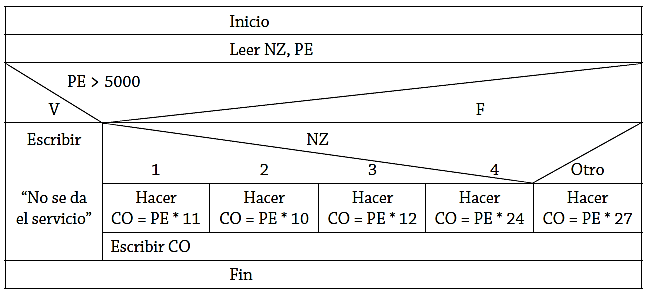 Inicio
Leer NZ, PE
PE > 5000
V
F
Escribir
NZ
1
2
3
4
Otro
“No se da
el servicio”
Hacer
CO = PE * 11
Hacer
CO = PE * 10
Hacer
CO = PE * 12
Hacer
CO = PE * 24
Hacer
CO = PE * 27
Escribir CO
Fin